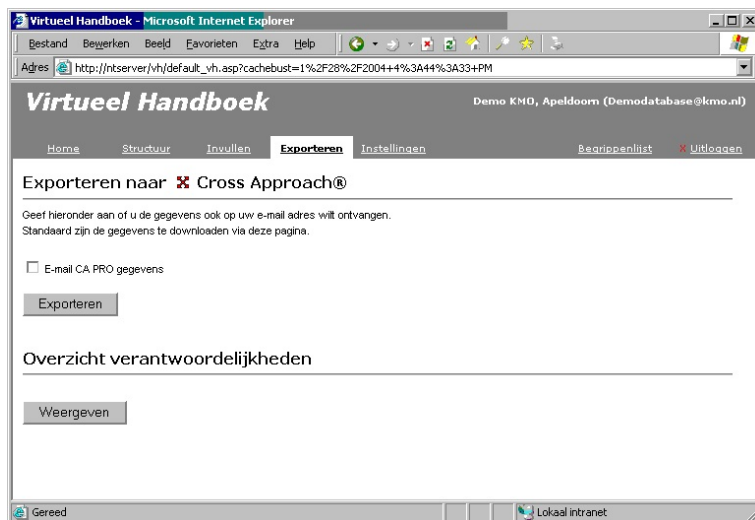 Virtueel Handboek - Microsoft Internet Explorer
Bestand Bewerken Beeld Favorieten Extra Help
Adres http://ntserver/vh/default_vh.asp?cachebust=1%2F28%2F2004+4%3A44%3A33+PM
Virtueel Handboek
Demo KMO, Apeldoorn (Demodatabase@kmo.nl)
Home Structuur Invullen Exporteren Instellingen Begrippenlijst x Uitloggen
Exporteren naar Cross Approach®
Geef hieronder aan of u de gegevens ook op uw e-mail adres wilt ontvangen.
Standaard zijn de gegevens te downloaden via deze pagina.
E-mail CA PRO gegevens
Exporteren
Overzicht verantwoordelijkheden
Weergeven
Gereed Lokaal intranet